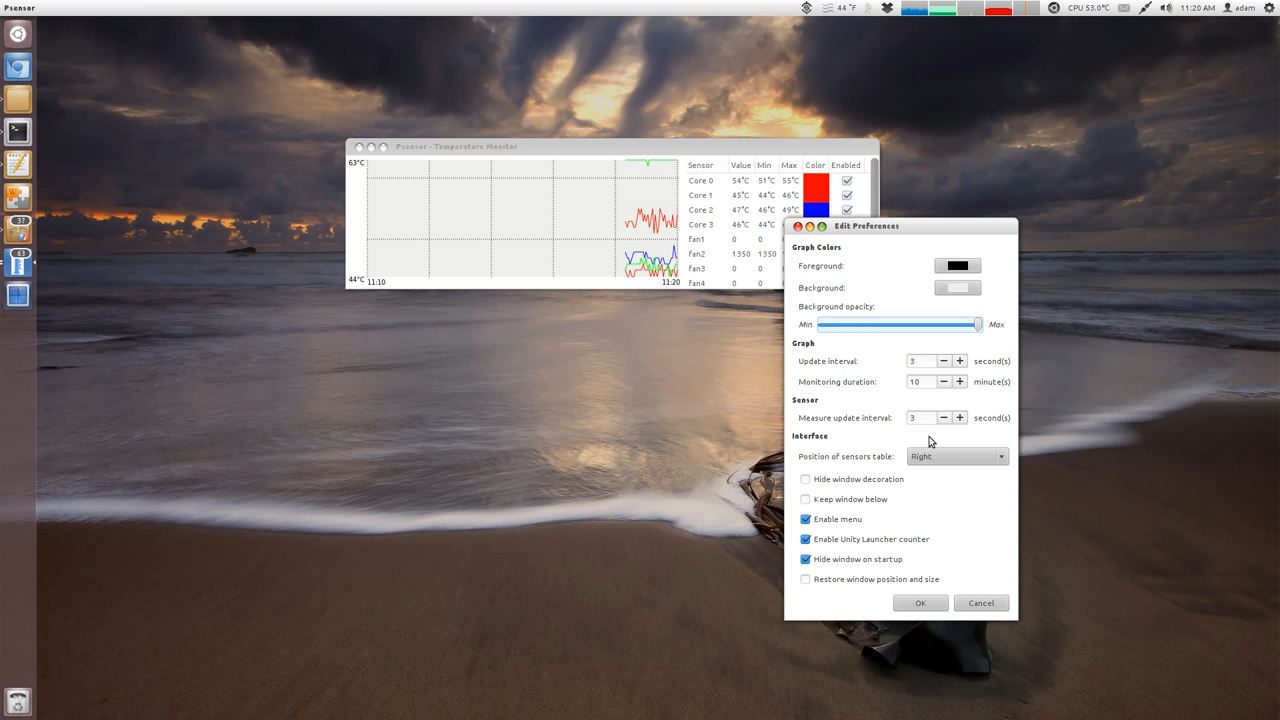 Psensor
44 °F
CPU 53.0°C
11:20 AM
adam
37
63
Psensor - Temperature Monitor
63°C
44°C
11:10
11:20
Sensor Value Min Max Color Enabled
Core 0 54°C 51°C 55°C
Core 1 45°C 44°C 46°C
Core 2 47°C 46°C 49°C
Core 3 46°C 44°
Fan1 0 0
Fan2 1350 1350
Fan3 0 0
Fan4 0 0
Edit Preferences
Graph Colors
Foreground:
Background:
Background opacity:
Min Max
Graph
Update interval: 3 second(s)
Monitoring duration: 10 minute(s)
Sensor
Measure update interval: 3 second(s)
Interface
Position of sensors table: Right
Hide window decoration
Keep window below
Enable menu
Enable Unity Launcher counter
Hide window on startup
Restore window position and size
OK Cancel